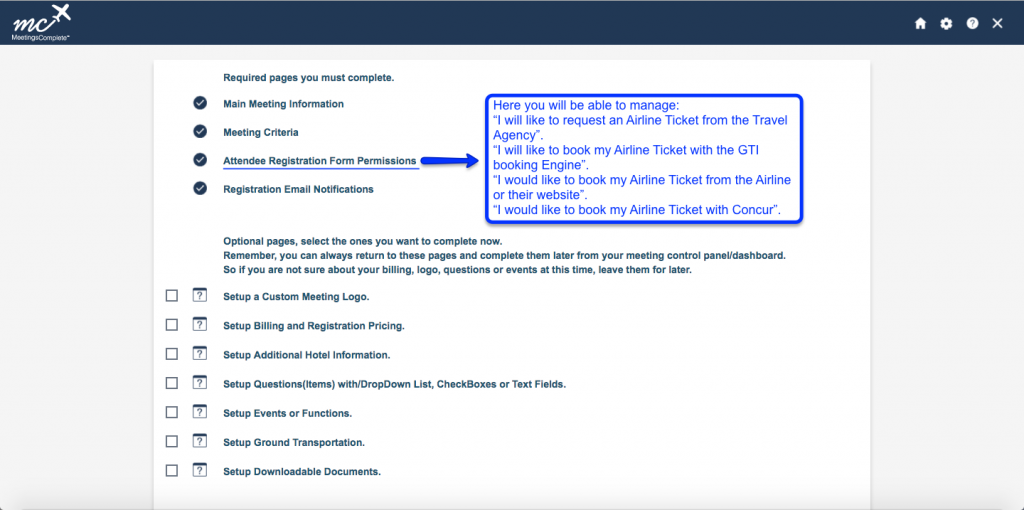 mc
MeetingsComplete
Required pages you must complete.
Main Meeting Information
Meeting Criteria
Attendee Registration Form Permissions
Registration Email Notifications
Here you will be able to manage:
“I will like to request an Airline Ticket from the Travel
Agency”.
“I will like to book my Airline Ticket with the GTI
booking Engine”.
“I would like to book my Airline Ticket from the Airline
or their website”.
“I would like to book my Airline Ticket with Concur”.
Optional pages, select the ones you want to complete now.
Remember, you can always return to these pages and complete them later from your meeting control panel/dashboard.
So if you are not sure about your billing, logo, questions or events at this time, leave them for later.
? Setup a Custom Meeting Logo.
? Setup Billing and Registration Pricing.
? Setup Additional Hotel Information.
? Setup Questions(Items) with/DropDown List, CheckBoxes or Text Fields.
? Setup Events or Functions.
? Setup Ground Transportation.
? Setup Downloadable Documents.